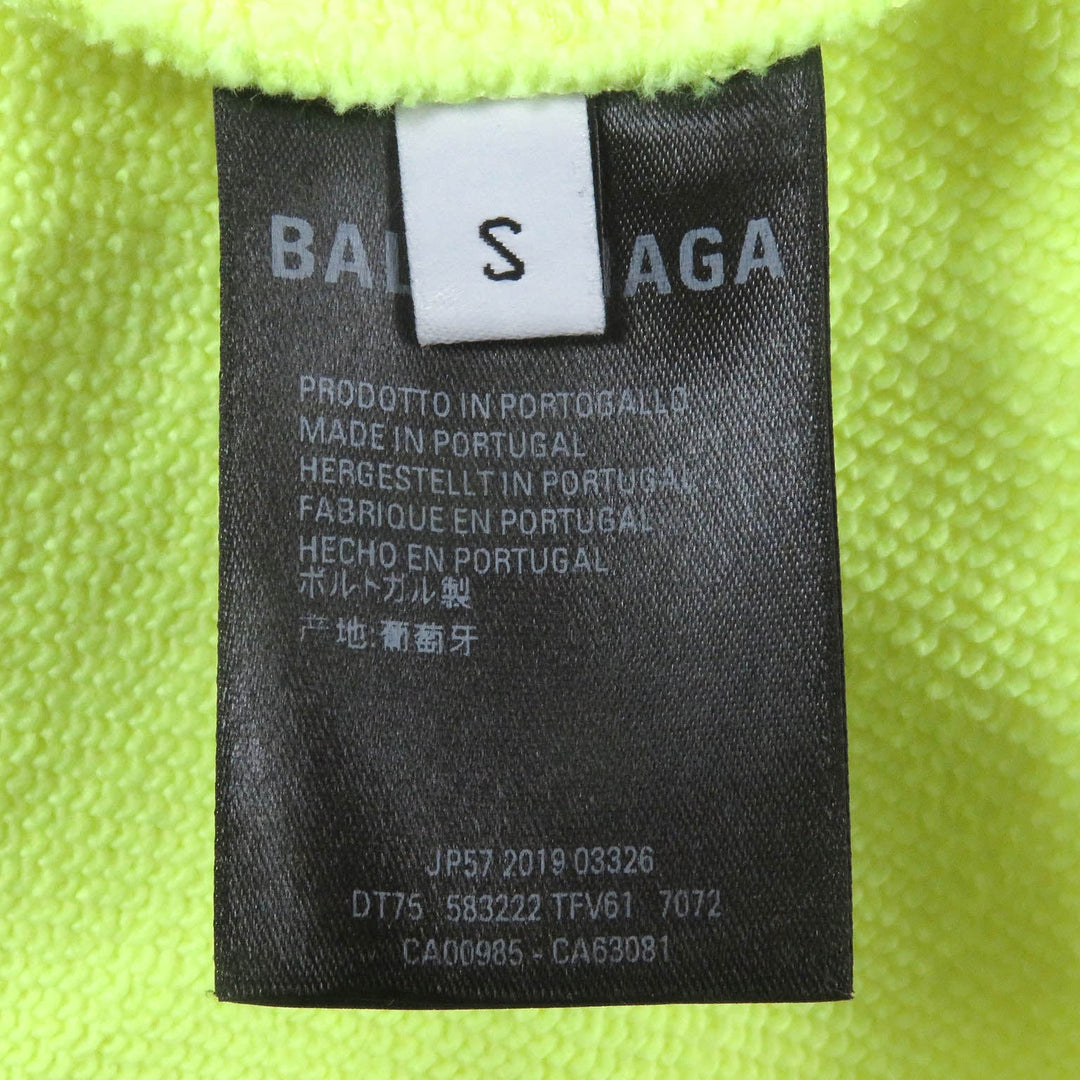 S
BAL AGA
PRODOTTO IN PORTOGALLO
MADE IN PORTUGAL
HERGESTELLT IN PORTUGAL
FABRIQUE EN PORTUGAL
HECHO EN PORTUGAL
ポルトガル製
产地:葡萄牙
JP57 2019 03326
DT75 583222 TFV61 7072
CA00985 - CA63081